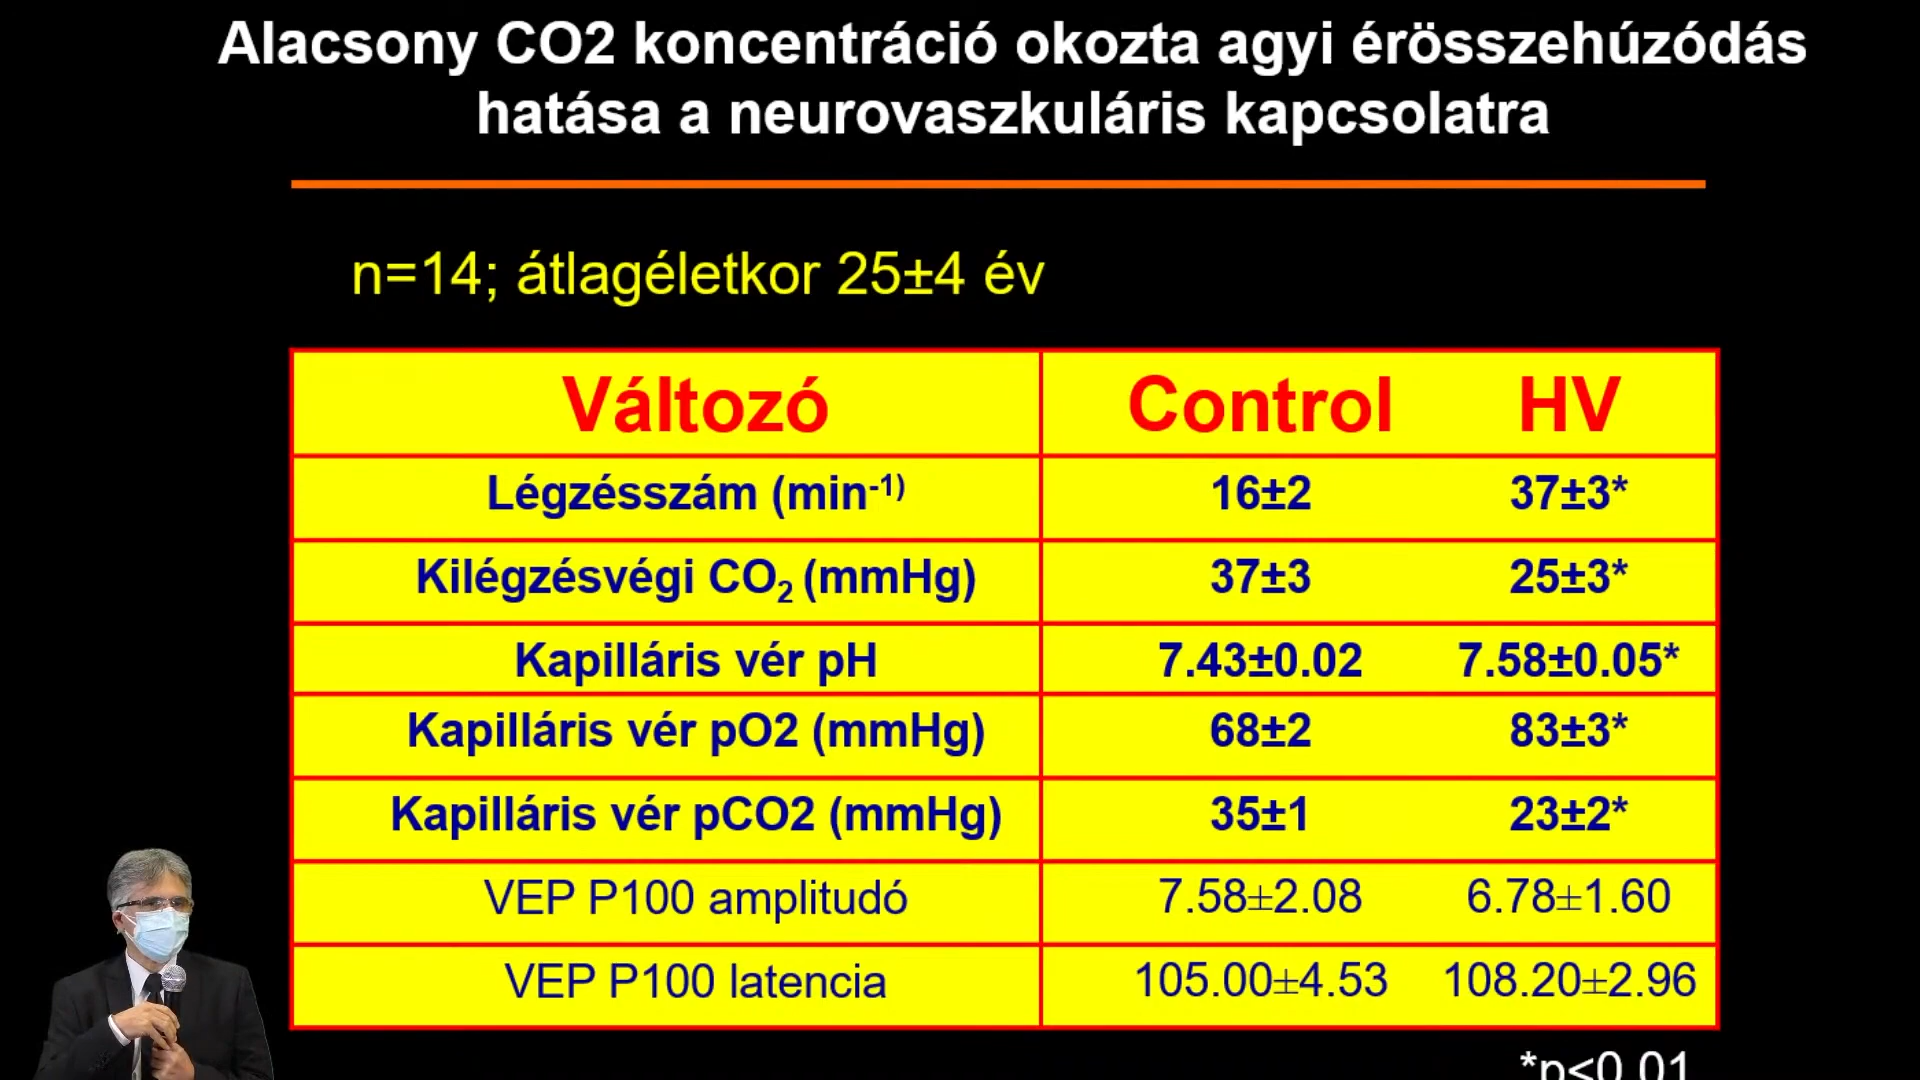 Alacsony CO2 koncentráció okozta agyi érösszehúzódás
hatása a neurovaszkuláris kapcsolatra
n=14; átlagéletkor 25±4 év
Változó Control HV
Légzésszám (min-1) 16±2 37±3*
Kilégzésvégi CO2 (mmHg) 37±3 25±3*
Kapilláris vér pH 7.43±0.02 7.58±0.05*
Kapilláris vér pO2 (mmHg) 68±2 83±3*
Kapilláris vér pCO2 (mmHg) 35±1 23±2*
VEP P100 amplitudó 7.58±2.08 6.78±1.60
VEP P100 latencia 105.00±4.53 108.20±2.96
*p<0.01